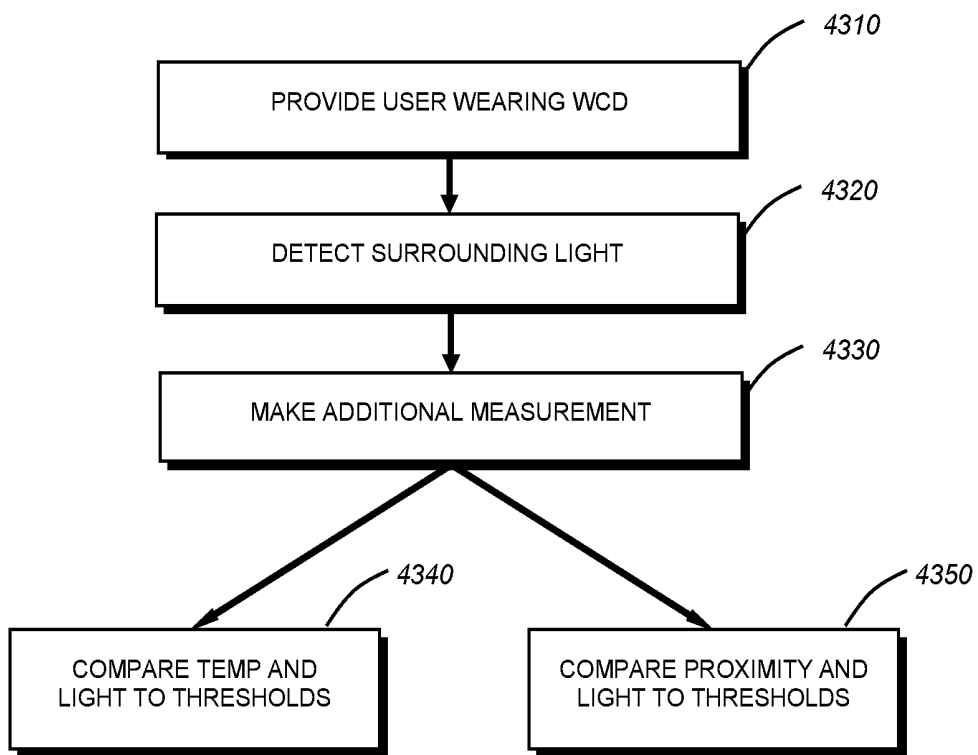 4310
PROVIDE USER WEARING WCD
4320
DETECT SURROUNDING LIGHT
4330
MAKE ADDITIONAL MEASUREMENT
4340
COMPARE TEMP AND
LIGHT TO THRESHOLDS
4350
COMPARE PROXIMITY AND
LIGHT TO THRESHOLDS